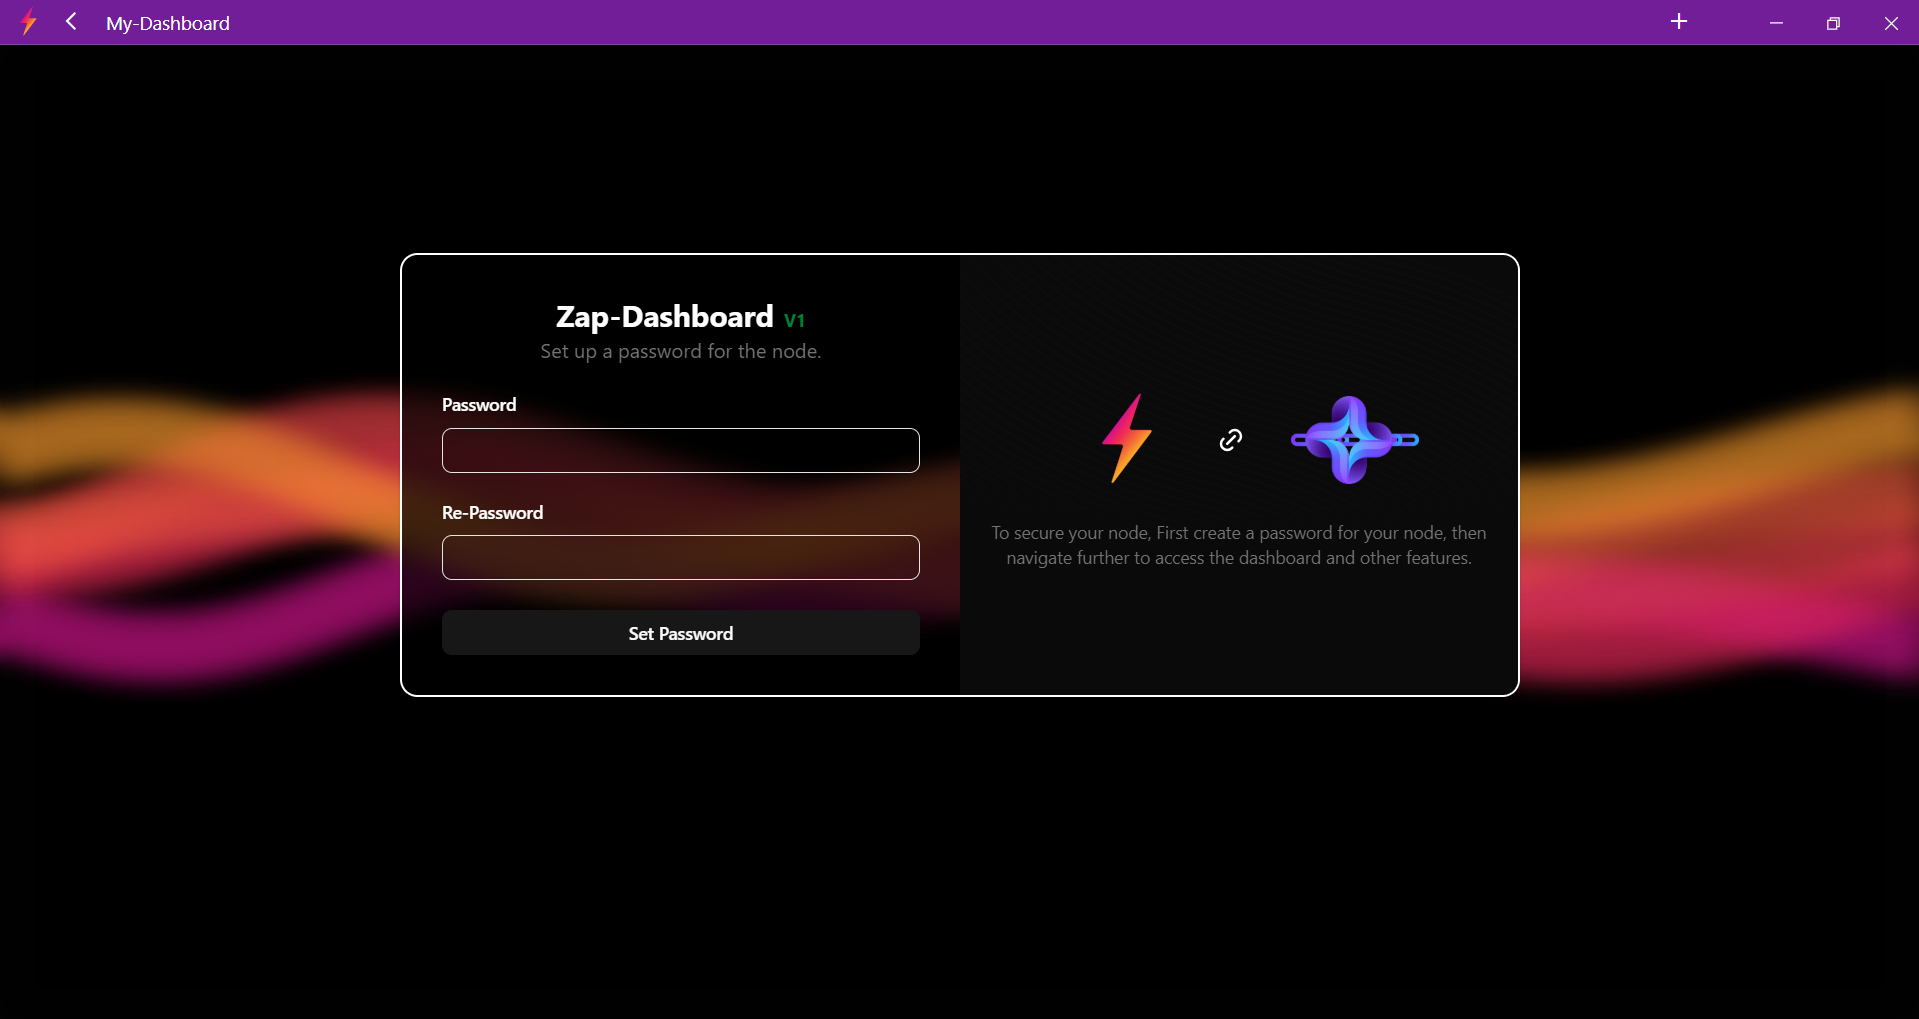 My-Dashboard
Zap-Dashboard V1
Set up a password for the node.
Password
Re-Password
Set Password
To secure your node, First create a password for your node, then
navigate further to access the dashboard and other features.